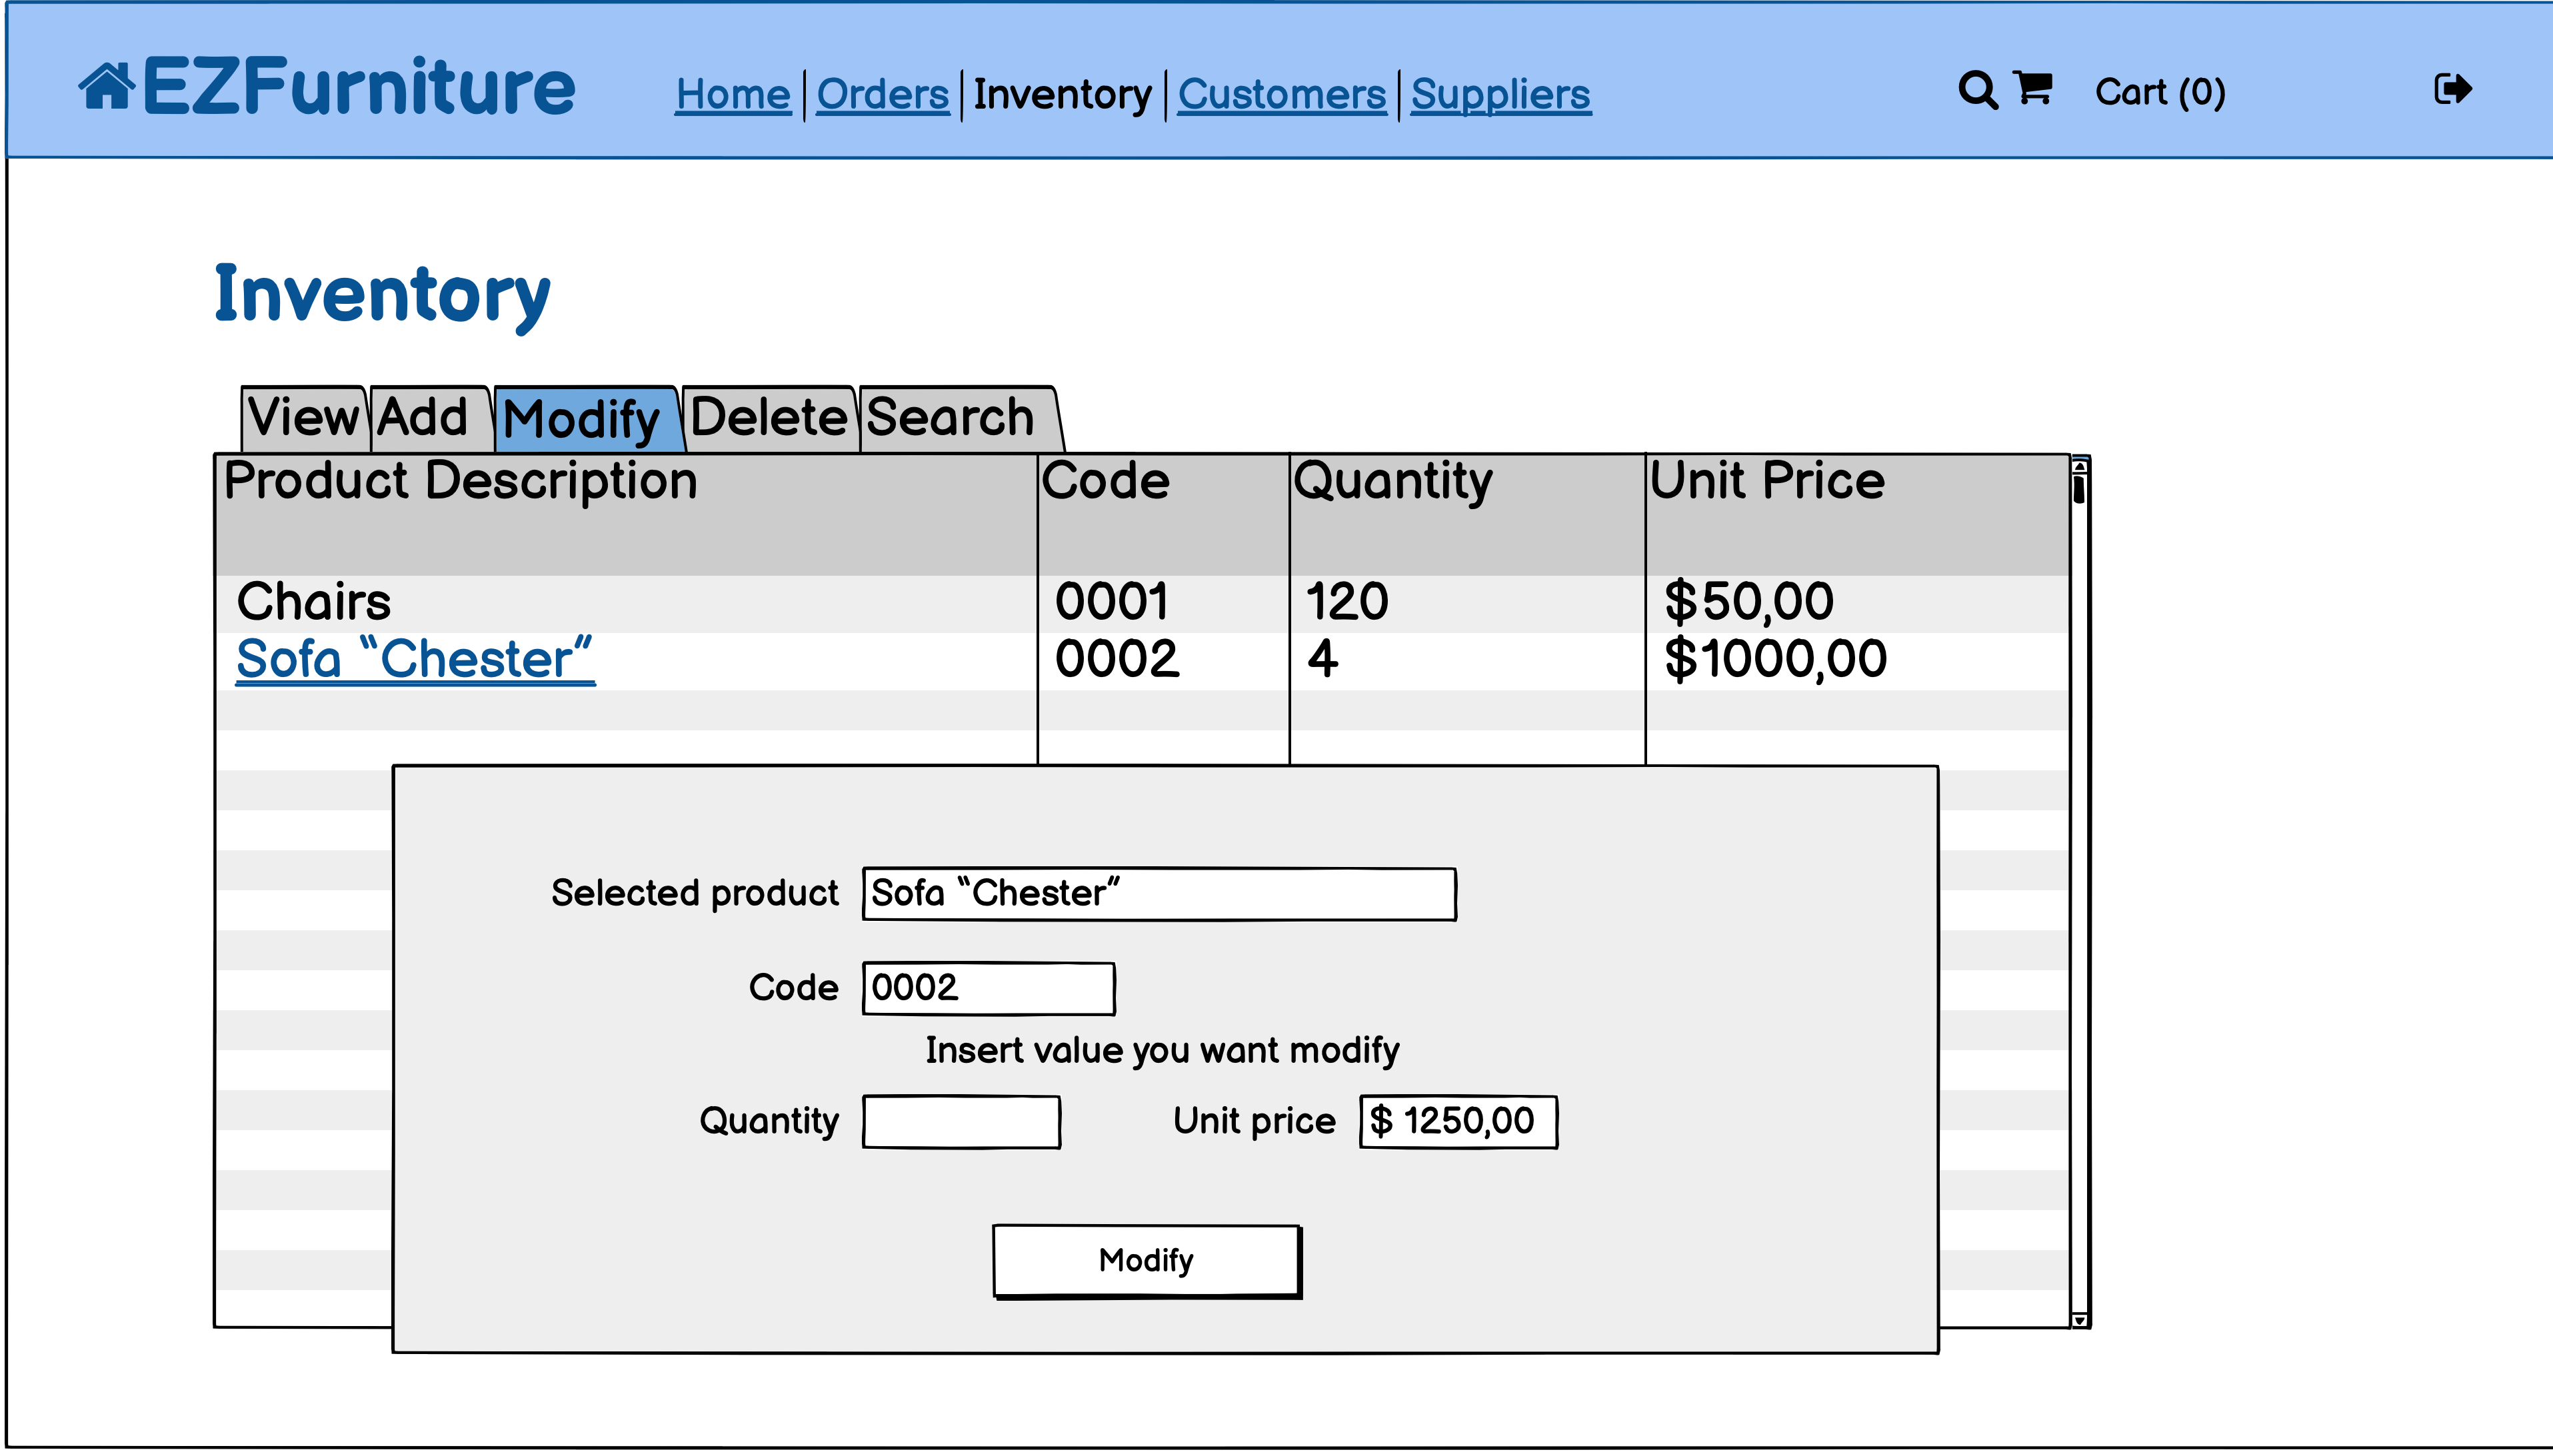 EZFurniture Home Orders Inventory Customers Suppliers Cart (0)
Inventory
View Add Modify Delete Search
Product Description Code Quantity Unit Price
Chairs 0001 120 $50,00
Sofa “Chester” 0002 4 $1000,00
Selected product Sofa “Chester”
Code 0002
Insert value you want modify
Quantity Unit price $ 1250,00
Modify